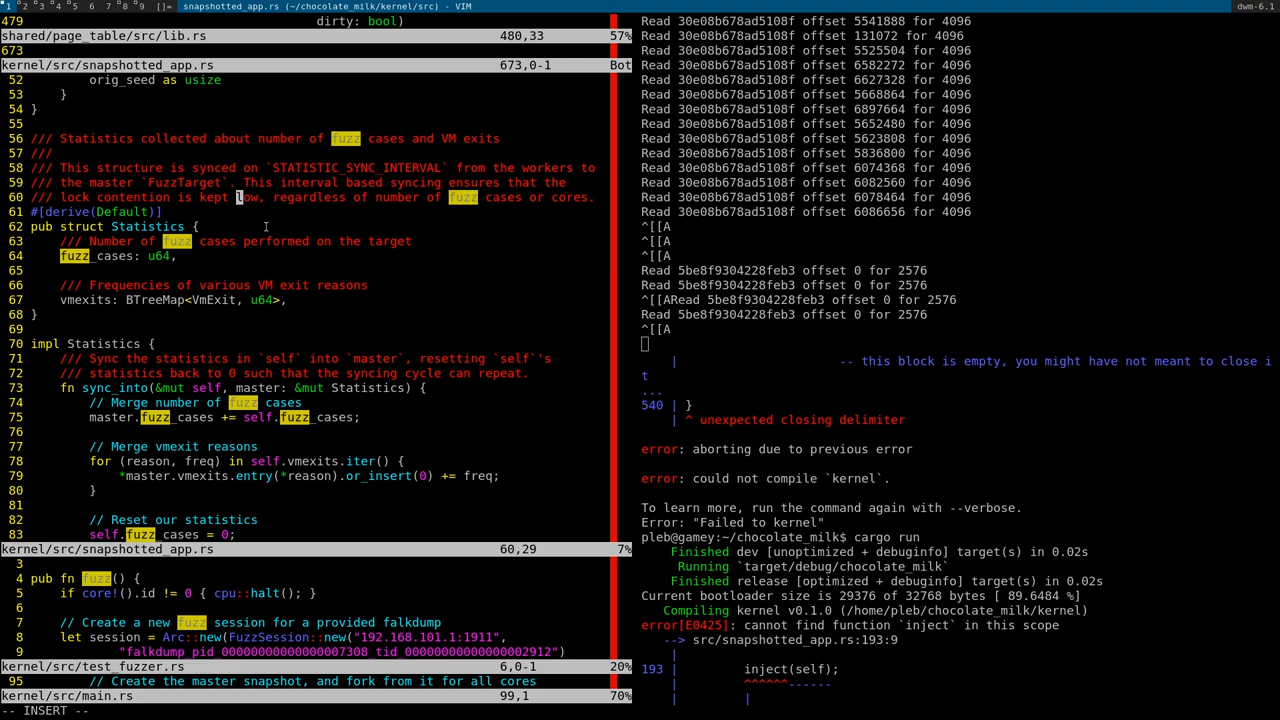 1 2 3 4 5 6 7 8 9 []= snapshotted_app.rs (~/chocolate_milk/kernel/src) - VIM dwm-6.1
479 dirty: bool)
shared/page_table/src/lib.rs 480,33 57%
673
kernel/src/snapshotted_app.rs 673,0-1 Bot
52 orig_seed as usize
53 }
54 }
55
56 /// Statistics collected about number of fuzz cases and VM exits
57 ///
58 /// This structure is synced on `STATISTIC_SYNC_INTERVAL` from the workers to
59 /// the master `FuzzTarget`. This interval based syncing ensures that the
60 /// lock contention is kept low, regardless of number of fuzz cases or cores.
61 #[derive(Default)]
62 pub struct Statistics {
63 /// Number of fuzz cases performed on the target
64 fuzz_cases: u64,
65
66 /// Frequencies of various VM exit reasons
67 vmexits: BTreeMap<VmExit, u64>,
68 }
69
70 impl Statistics {
71 /// Sync the statistics in `self` into `master`, resetting `self`'s
72 /// statistics back to 0 such that the syncing cycle can repeat.
73 fn sync_into(&mut self, master: &mut Statistics) {
74 // Merge number of fuzz cases
75 master.fuzz_cases += self.fuzz_cases;
76
77 // Merge vmexit reasons
78 for (reason, freq) in self.vmexits.iter() {
79 *master.vmexits.entry(*reason).or_insert(0) += freq;
80 }
81
82 // Reset our statistics
83 self.fuzz_cases = 0;
kernel/src/snapshotted_app.rs 60,29 7%
3
4 pub fn fuzz() {
5 if core!().id != 0 { cpu::halt(); }
6
7 // Create a new fuzz session for a provided falkdump
8 let session = Arc::new(FuzzSession::new("192.168.101.1:1911",
9 "falkdump_pid_00000000000000007308_tid_00000000000000002912")
kernel/src/test_fuzzer.rs 6,0-1 20%
95 // Create the master snapshot, and fork from it for all cores
kernel/src/main.rs 99,1 70%
-- INSERT --
Read 30e08b678ad5108f offset 5541888 for 4096
Read 30e08b678ad5108f offset 131072 for 4096
Read 30e08b678ad5108f offset 5525504 for 4096
Read 30e08b678ad5108f offset 6582272 for 4096
Read 30e08b678ad5108f offset 6627328 for 4096
Read 30e08b678ad5108f offset 5668864 for 4096
Read 30e08b678ad5108f offset 6897664 for 4096
Read 30e08b678ad5108f offset 5652480 for 4096
Read 30e08b678ad5108f offset 5623808 for 4096
Read 30e08b678ad5108f offset 5836800 for 4096
Read 30e08b678ad5108f offset 6074368 for 4096
Read 30e08b678ad5108f offset 6082560 for 4096
Read 30e08b678ad5108f offset 6078464 for 4096
Read 30e08b678ad5108f offset 6086656 for 4096
^[[A
^[[A
^[[A
Read 5be8f9304228feb3 offset 0 for 2576
Read 5be8f9304228feb3 offset 0 for 2576
^[[ARead 5be8f9304228feb3 offset 0 for 2576
Read 5be8f9304228feb3 offset 0 for 2576
^[[A
| -- this block is empty, you might have not meant to close i
t
...
540 | }
| ^ unexpected closing delimiter
error: aborting due to previous error
error: could not compile `kernel`.
To learn more, run the command again with --verbose.
Error: "Failed to kernel"
pleb@gamey:~/chocolate_milk$ cargo run
Finished dev [unoptimized + debuginfo] target(s) in 0.02s
Running `target/debug/chocolate_milk`
Finished release [optimized + debuginfo] target(s) in 0.02s
Current bootloader size is 29376 of 32768 bytes [ 89.6484 %]
Compiling kernel v0.1.0 (/home/pleb/chocolate_milk/kernel)
error[E0425]: cannot find function `inject` in this scope
--> src/snapshotted_app.rs:193:9
|
193 | inject(self);
| ^^^^^^------
| |